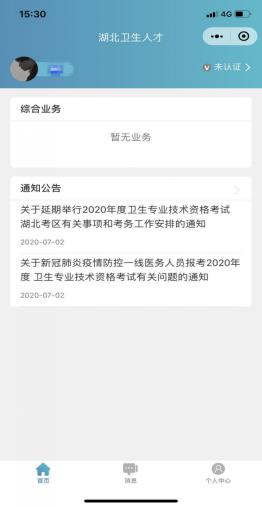 15:30
4G
湖北卫生人才
未认证
综合业务
暂无业务
通知公告
关于延期举行2020年度卫生专业技术资格考试
湖北考区有关事项和考务工作安排的通知
2020-07-02
关于新冠肺炎疫情防控一线医务人员报考2020年
度 卫生专业技术资格考试有关问题的通知
2020-07-02
首页
消息
个人中心